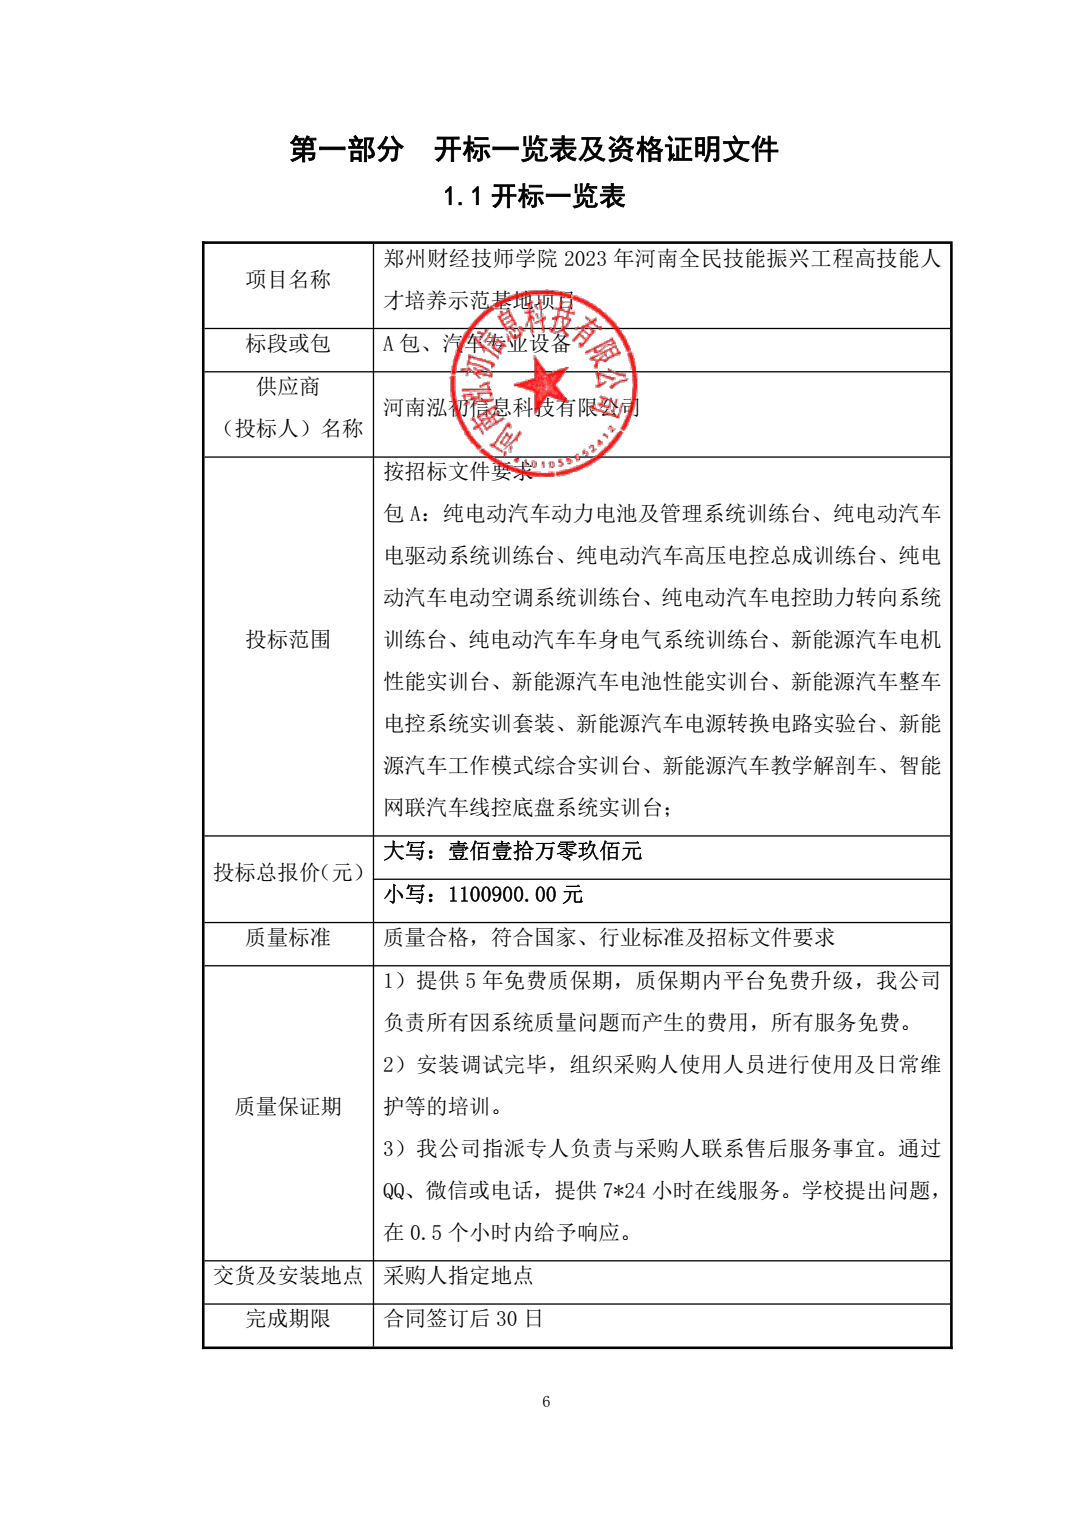 第一部分 开标一览表及资格证明文件
1.1开标一览表
项目名称
郑州财经技师学院 2023 年河南全民技能振兴工程高技能人
才培养示范基地项目
标段或包
A 包、汽车专业设备
供应商
（投标人）名称
河南泓初信息科技有限公司
河南泓初信息科技有限公司
投标范围
按招标文件要求
包 A：纯电动汽车动力电池及管理系统训练台、纯电动汽车
电驱动系统训练台、纯电动汽车高压电控总成训练台、纯电
动汽车电动空调系统训练台、纯电动汽车电控助力转向系统
训练台、纯电动汽车车身电气系统训练台、新能源汽车电机
性能实训台、新能源汽车电池性能实训台、新能源汽车整车
电控系统实训套装、新能源汽车电源转换电路实验台、新能
源汽车工作模式综合实训台、新能源汽车教学解剖车、智能
网联汽车线控底盘系统实训台；
投标总报价（元）
大写：壹佰壹拾万零玖佰元
小写：1100900.00 元
质量标准
质量合格，符合国家、行业标准及招标文件要求
质量保证期
1）提供 5 年免费质保期，质保期内平台免费升级，我公司
负责所有因系统质量问题而产生的费用，所有服务免费。
2）安装调试完毕，组织采购人使用人员进行使用及日常维
护等的培训。
3）我公司指派专人负责与采购人联系售后服务事宜。通过
QQ、微信或电话，提供 7*24 小时在线服务。学校提出问题，
在 0.5 个小时内给予响应。
交货及安装地点
采购人指定地点
完成期限
合同签订后 30 日
6